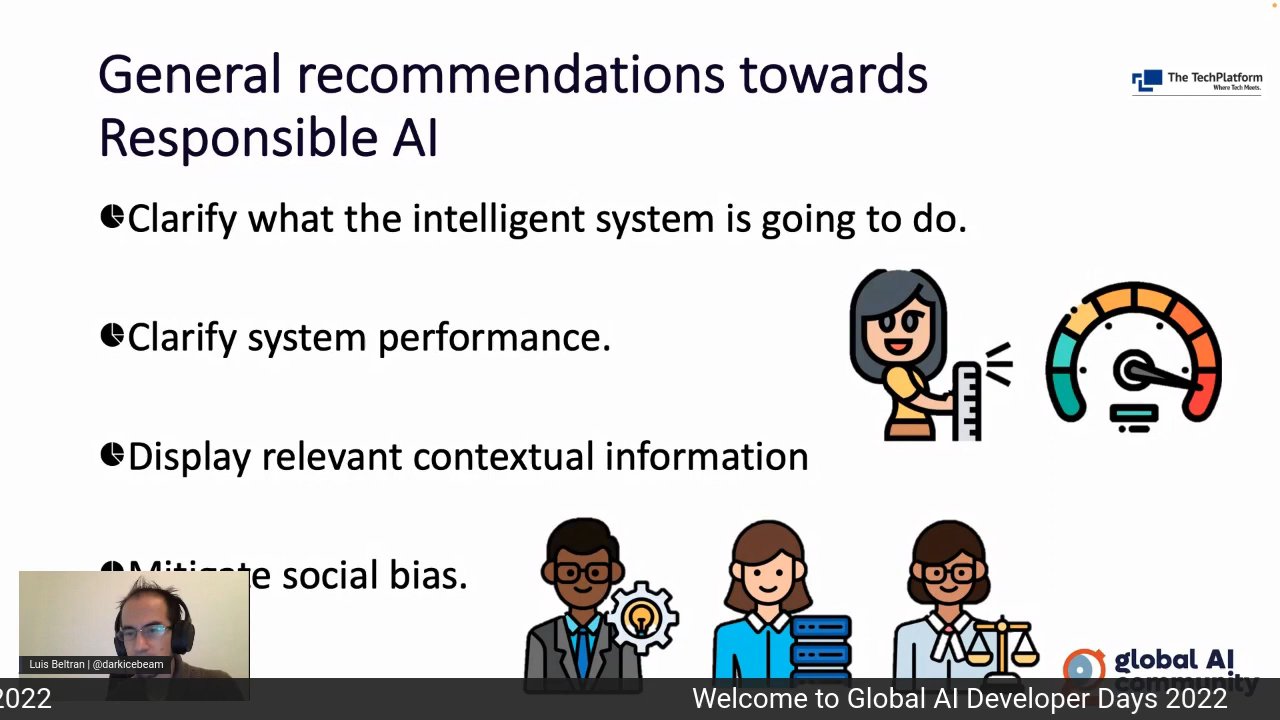 General recommendations towards
Responsible AI
The TechPlatform
Where Tech Meets.
Clarify what the intelligent system is going to do.
Clarify system performance.
Display relevant contextual information
Mitigate social bias.
Luis Beltran | @darkicebeam
global AI
community
2022
Welcome to Global AI Developer Days 2022